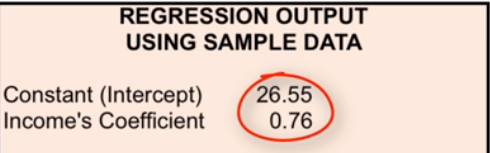 REGRESSION OUTPUT
USING SAMPLE DATA
Constant (Intercept) 26.55
Income's Coefficient 0.76